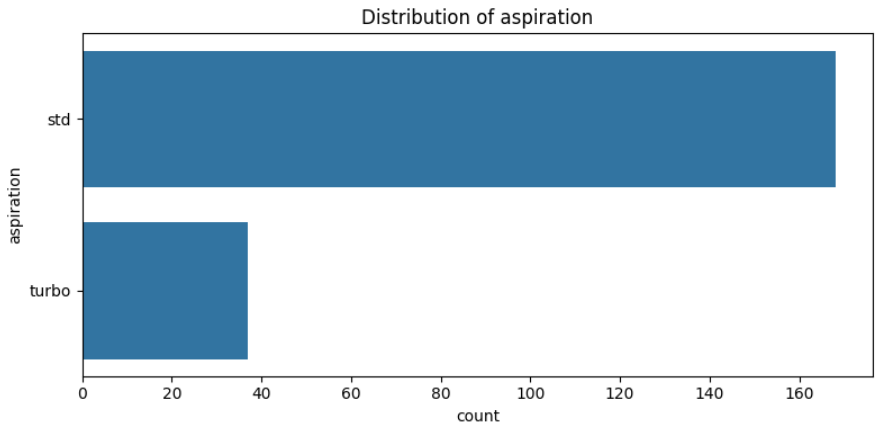 Distribution of aspiration
aspiration
std
turbo
0 20 40 60 80 100 120 140 160
count